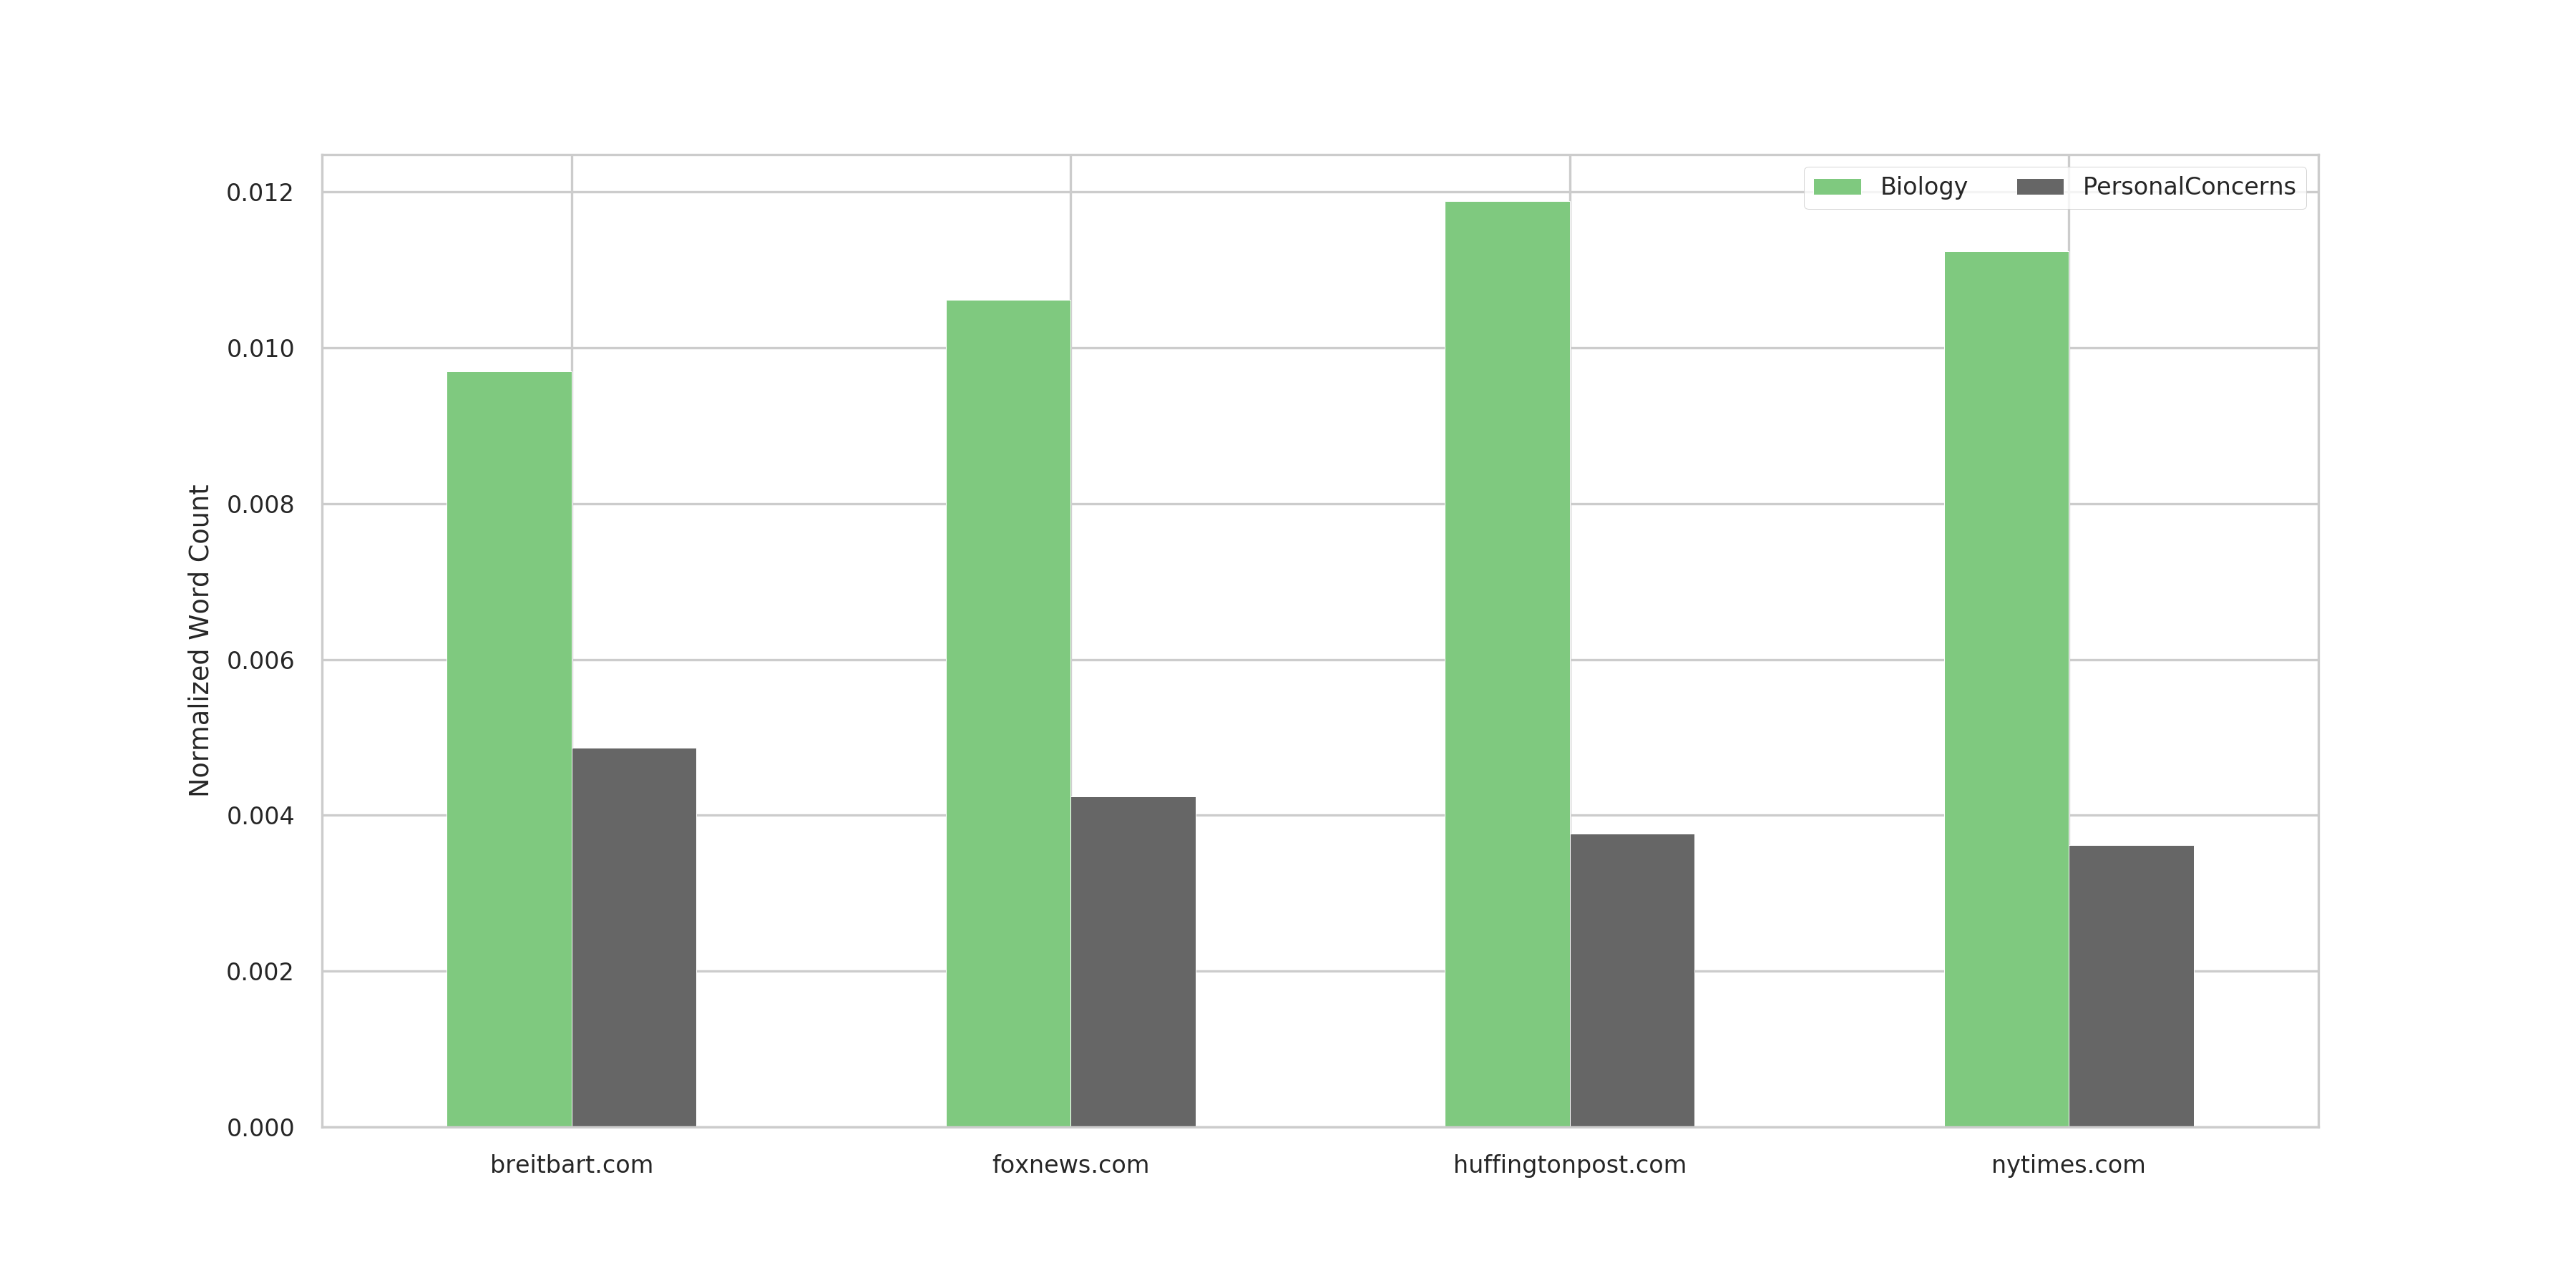 Biology PersonalConcerns
0.012
0.010
0.008
0.006
0.004
0.002
0.000
Normalized Word Count
breitbart.com foxnews.com huffingtonpost.com nytimes.com